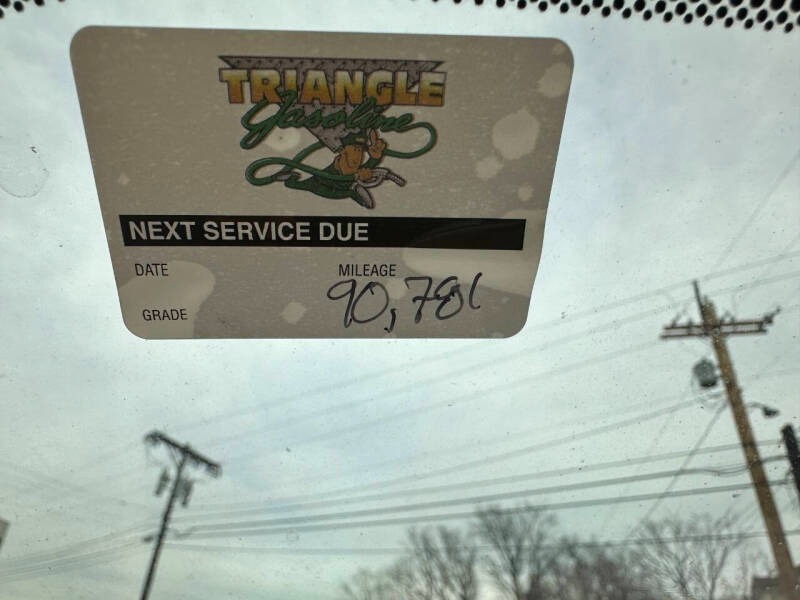 TRIANGLE
Gasoline
NEXT SERVICE DUE
DATE
MILEAGE
90,781
GRADE